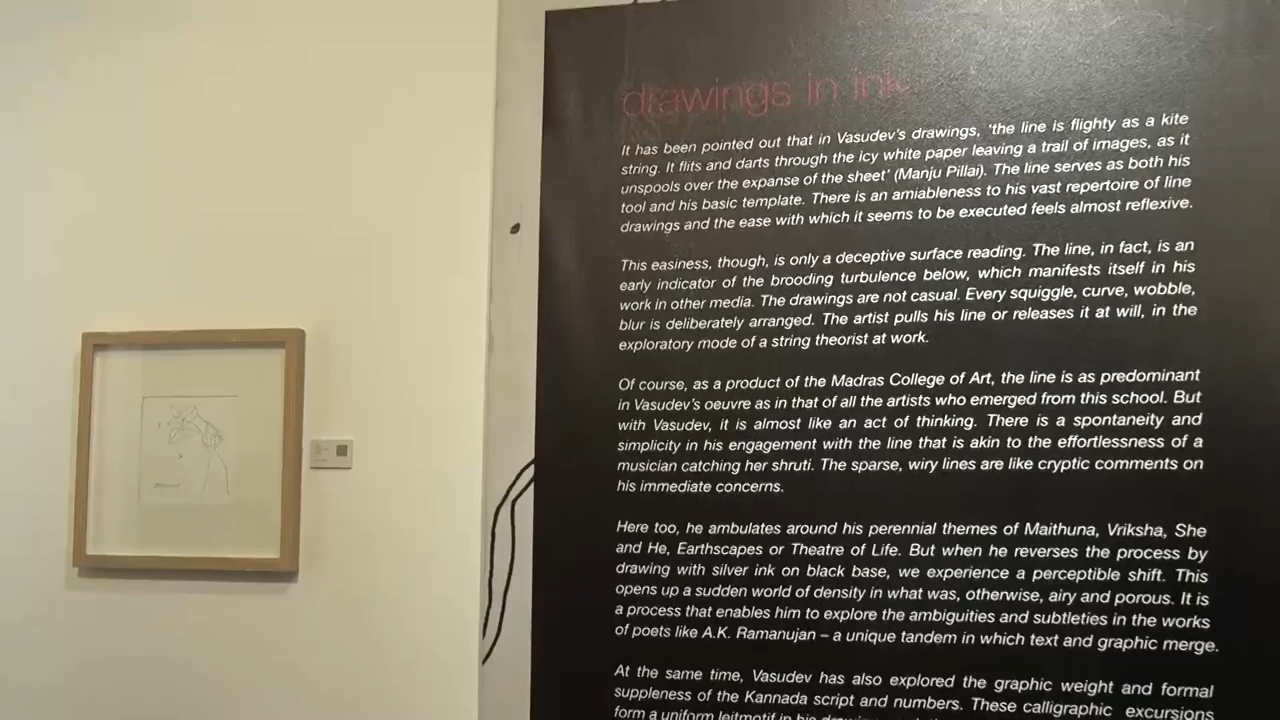 drawings in ink
It has been pointed out that in Vasudev's drawings, 'the line is flighty as a kite
string. It flits and darts through the icy white paper leaving a trail of images, as it
unspools over the expanse of the sheet' (Manju Pillai). The line serves as both his
tool and his basic template. There is an amiableness to his vast repertoire of line
drawings and the ease with which it seems to be executed feels almost reflexive.
This easiness, though, is only a deceptive surface reading. The line, in fact, is an
early indicator of the brooding turbulence below, which manifests itself in his
work in other media. The drawings are not casual. Every squiggle, curve, wobble,
blur is deliberately arranged. The artist pulls his line or releases it at will, in the
exploratory mode of a string theorist at work.
Of course, as a product of the Madras College of Art, the line is as predominant
in Vasudev's oeuvre as in that of all the artists who emerged from this school. But
with Vasudev, it is almost like an act of thinking. There is a spontaneity and
simplicity in his engagement with the line that is akin to the effortlessness of a
musician catching her shruti. The sparse, wiry lines are like cryptic comments on
his immediate concerns.
Here too, he ambulates around his perennial themes of Maithuna, Vriksha, She
and He, Earthscapes or Theatre of Life. But when he reverses the process by
drawing with silver ink on black base, we experience a perceptible shift. This
opens up a sudden world of density in what was, otherwise, airy and porous. It is
a process that enables him to explore the ambiguities and subtleties in the works
of poets like A.K. Ramanujan – a unique tandem in which text and graphic merge.
At the same time, Vasudev has also explored the graphic weight and formal
suppleness of the Kannada script and numbers. These calligraphic excursions
form a uniform leitmotif in his